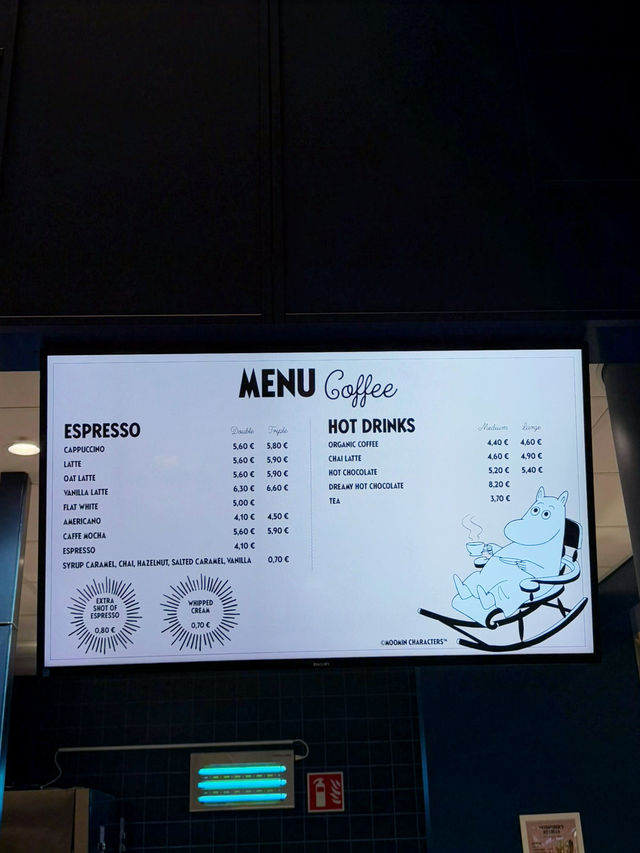 MENU Coffee
ESPRESSO Double Triple
CAPPUCCINO 5,60 € 5,80 €
LATTE 5,60 € 5,90 €
OAT LATTE 5,60 € 5,90 €
VANILLA LATTE 6,30 € 6,60 €
FLAT WHITE 5,00 €
AMERICANO 4,10 € 4,50 €
CAFFE MOCHA 5,60 € 5,90 €
ESPRESSO 4,10 €
SYRUP CARAMEL, CHAI, HAZELNUT, SALTED CARAMEL, VANILLA 0,70 €
EXTRA
SHOT OF
ESPRESSO
0,80 €
WHIPPED
CREAM
0,70 €
HOT DRINKS Medium Large
ORGANIC COFFEE 4,40 € 4,60 €
CHAI LATTE 4,60 € 4,90 €
HOT CHOCOLATE 5,20 € 5,40 €
DREAMY HOT CHOCOLATE 8,20 €
TEA 3,70 €
©MOOMIN CHARACTERS™
PHILIPS